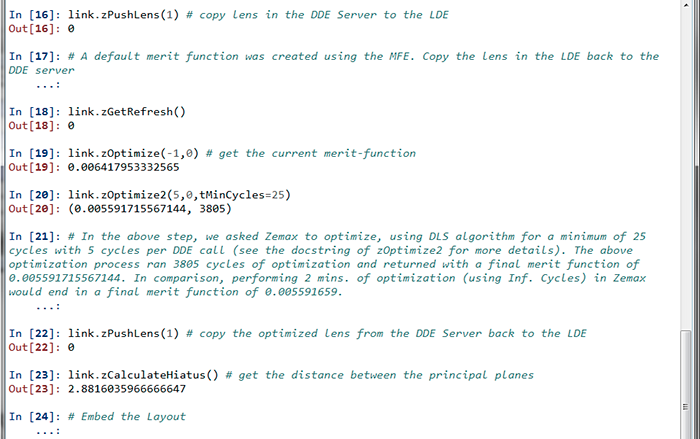 In [16]: link.zPushLens(1) # copy lens in the DDE Server to the LDE
Out[16]: 0
In [17]: # A default merit function was created using the MFE. Copy the lens in the LDE back to the
DDE server
...:
In [18]: link.zGetRefresh()
Out[18]: 0
In [19]: link.zOptimize(-1,0) # get the current merit-function
Out[19]: 0.006417953332565
In [20]: link.zOptimize2(5,0,tMinCycles=25)
Out[20]: (0.005591715567144, 3805)
In [21]: # In the above step, we asked Zemax to optimize, using DLS algorithm for a minimum of 25
cycles with 5 cycles per DDE call (see the docstring of zOptimize2 for more details). The above
optimization process ran 3805 cycles of optimization and returned with a final merit function of
0.005591715567144. In comparison, performing 2 mins. of optimization (using Inf. Cycles) in Zemax
would end in a final merit function of 0.005591659.
...:
In [22]: link.zPushLens(1) # copy the optimized lens from the DDE Server back to the LDE
Out[22]: 0
In [23]: link.zCalculateHiatus() # get the distance between the principal planes
Out[23]: 2.8816035966666647
In [24]: # Embed the Layout
...: